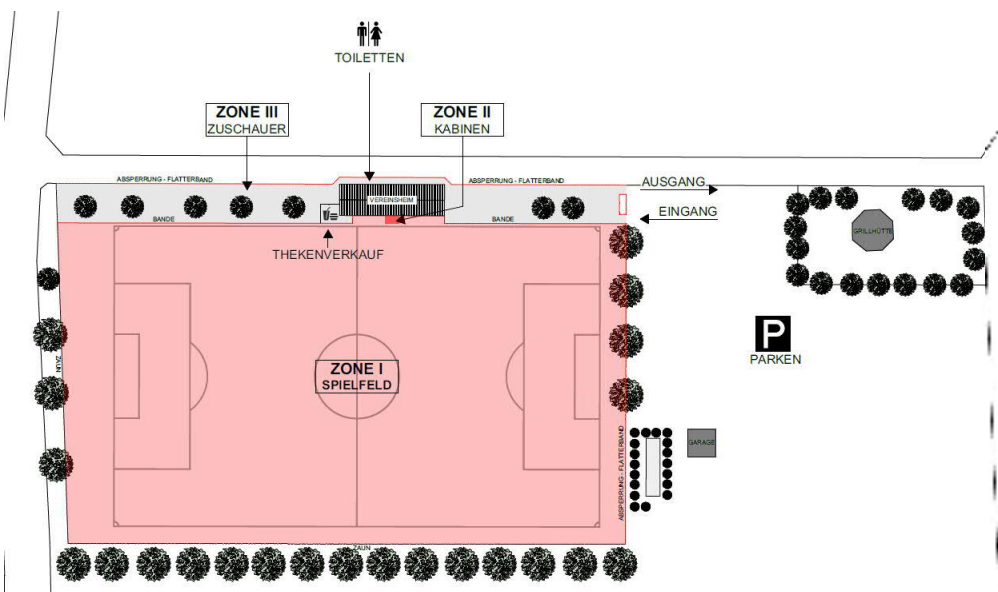 TOILETTEN
ZONE III
ZUSCHAUER
ZONE II
KABINEN
ABSPERRUNG - FLATTERBAND
ABSPERRUNG - FLATTERBAND
AUSGANG
VEREINSHEIM
BANDE
BANDE
EINGANG
GRILLHÜTTE
THEKENVERKAUF
ZAUN
P
PARKEN
ZONE I
SPIELFELD
ABSPERRUNG - FLATTERBAND
GARAGE
ZAUN